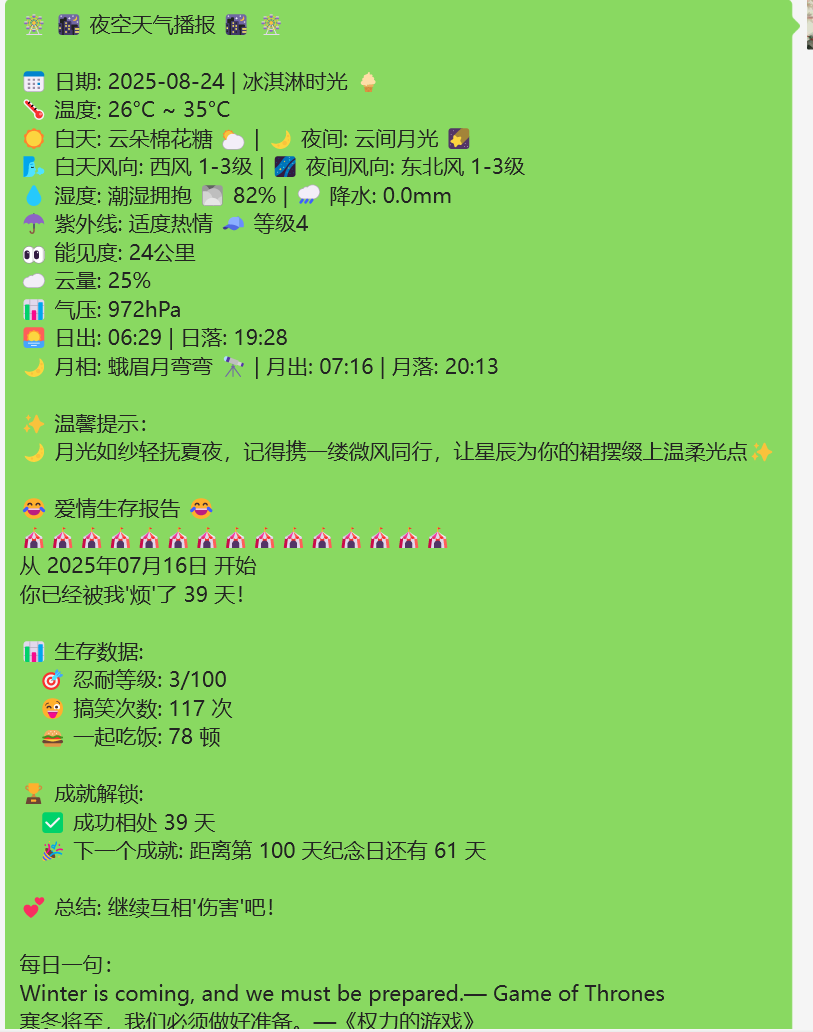 🎡 🌃 夜空天气播报 🌃 🎡
📅 日期: 2025-08-24 | 冰淇淋时光 🍦
🌡️ 温度: 26°C ~ 35°C
☀️ 白天: 云朵棉花糖 🌥️ | 🌙 夜间: 云间月光 🌠
🌬️ 白天风向: 西风 1-3级 | 🌌 夜间风向: 东北风 1-3级
💧 湿度: 潮湿拥抱 🌫️ 82% | 🌧️ 降水: 0.0mm
☂️ 紫外线: 适度热情 🧢 等级4
👀 能见度: 24公里
☁️ 云量: 25%
📊 气压: 972hPa
🌅 日出: 06:29 | 日落: 19:28
🌙 月相: 蛾眉月弯弯 🔭 | 月出: 07:16 | 月落: 20:13
✨ 温馨提示：
🌙 月光如纱轻抚夏夜，记得携一缕微风同行，让星辰为你的裙摆缀上温柔光点✨
😂 爱情生存报告 😂
🎪🎪🎪🎪🎪🎪🎪🎪🎪🎪🎪🎪🎪🎪🎪
从 2025年07月16日 开始
你已经被我'烦'了 39 天！
📊 生存数据:
🎯 忍耐等级: 3/100
😜 搞笑次数: 117 次
🍔 一起吃饭: 78 顿
🏆 成就解锁:
✅ 成功相处 39 天
🎉 下一个成就: 距离第 100 天纪念日还有 61 天
💕 总结: 继续互相'伤害'吧！
每日一句：
Winter is coming, and we must be prepared.— Game of Thrones
寒冬将至，我们必须做好准备。—《权力的游戏》